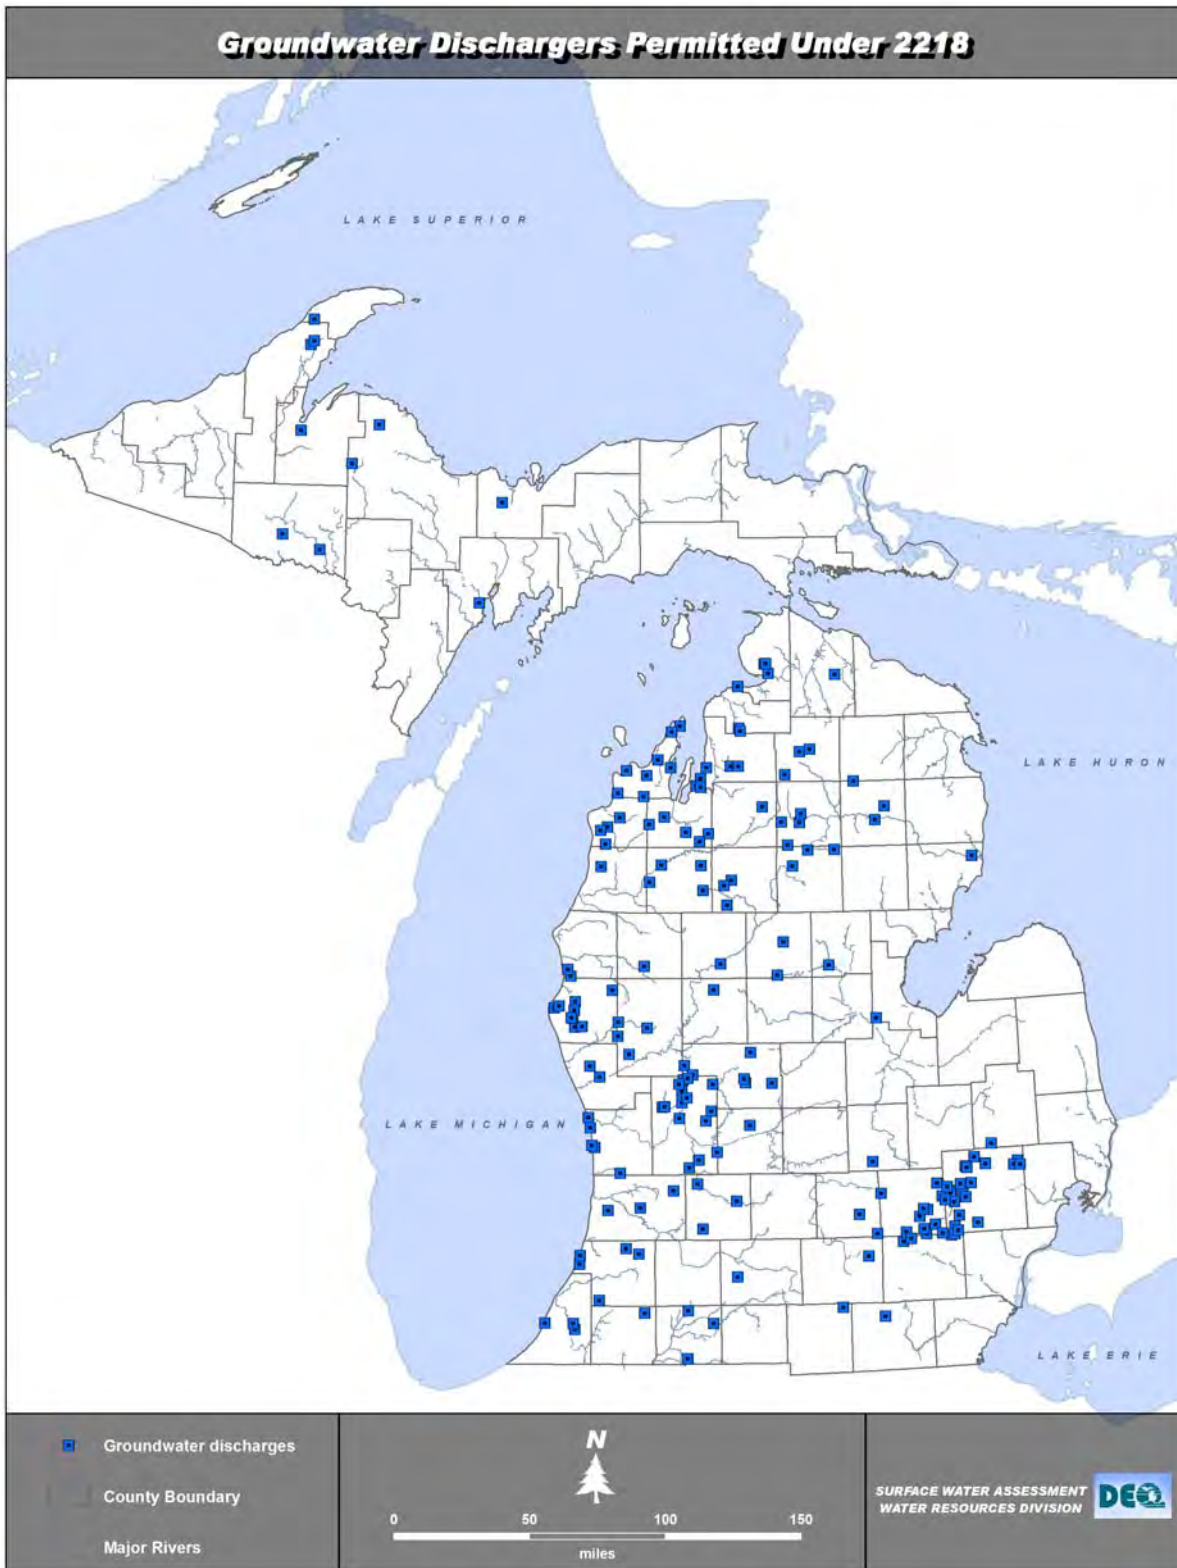 Groundwater Dischargers Permitted Under 2218
LAKE SUPERIOR
LAKE HURON
LAKE MICHIGAN
LAKE ERIE
Groundwater discharges
County Boundary
Major Rivers
N
0 50 100 150
miles
SURFACE WATER ASSESSMENT
WATER RESOURCES DIVISION
DEQ